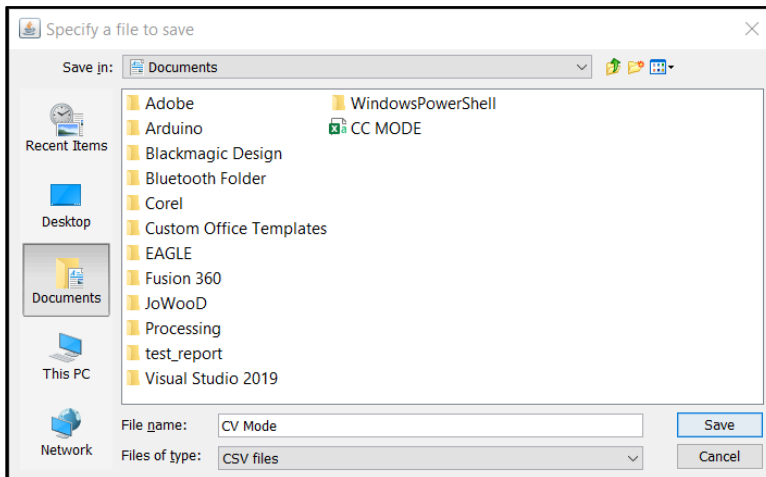 Specify a file to save
Save in: Documents
Recent Items
Desktop
Documents
This PC
Network
Adobe
Arduino
Blackmagic Design
Bluetooth Folder
Corel
Custom Office Templates
EAGLE
Fusion 360
JoWooD
Processing
test_report
Visual Studio 2019
WindowsPowerShell
CC MODE
File name: CV Mode
Save
Files of type: CSV files
Cancel